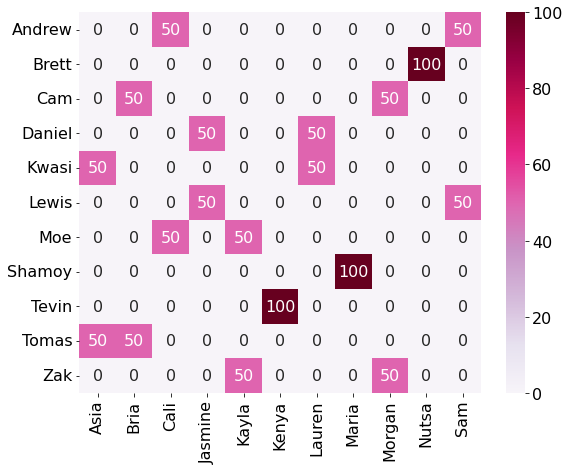 Andrew 0 0 50 0 0 0 0 0 0 0 50
Brett 0 0 0 0 0 0 0 0 0 100 0
Cam 0 50 0 0 0 0 0 0 50 0 0
Daniel 0 0 0 50 0 0 50 0 0 0 0
Kwasi 50 0 0 0 0 0 50 0 0 0 0
Lewis 0 0 0 50 0 0 0 0 0 0 50
Moe 0 0 50 0 50 0 0 0 0 0 0
Shamoy 0 0 0 0 0 0 0 100 0 0 0
Tevin 0 0 0 0 0 100 0 0 0 0 0
Tomas 50 50 0 0 0 0 0 0 0 0 0
Zak 0 0 0 0 50 0 0 0 50 0 0
Asia Bria Cali Jasmine Kayla Kenya Lauren Maria Morgan Nutsa Sam
100
80
60
40
20
0